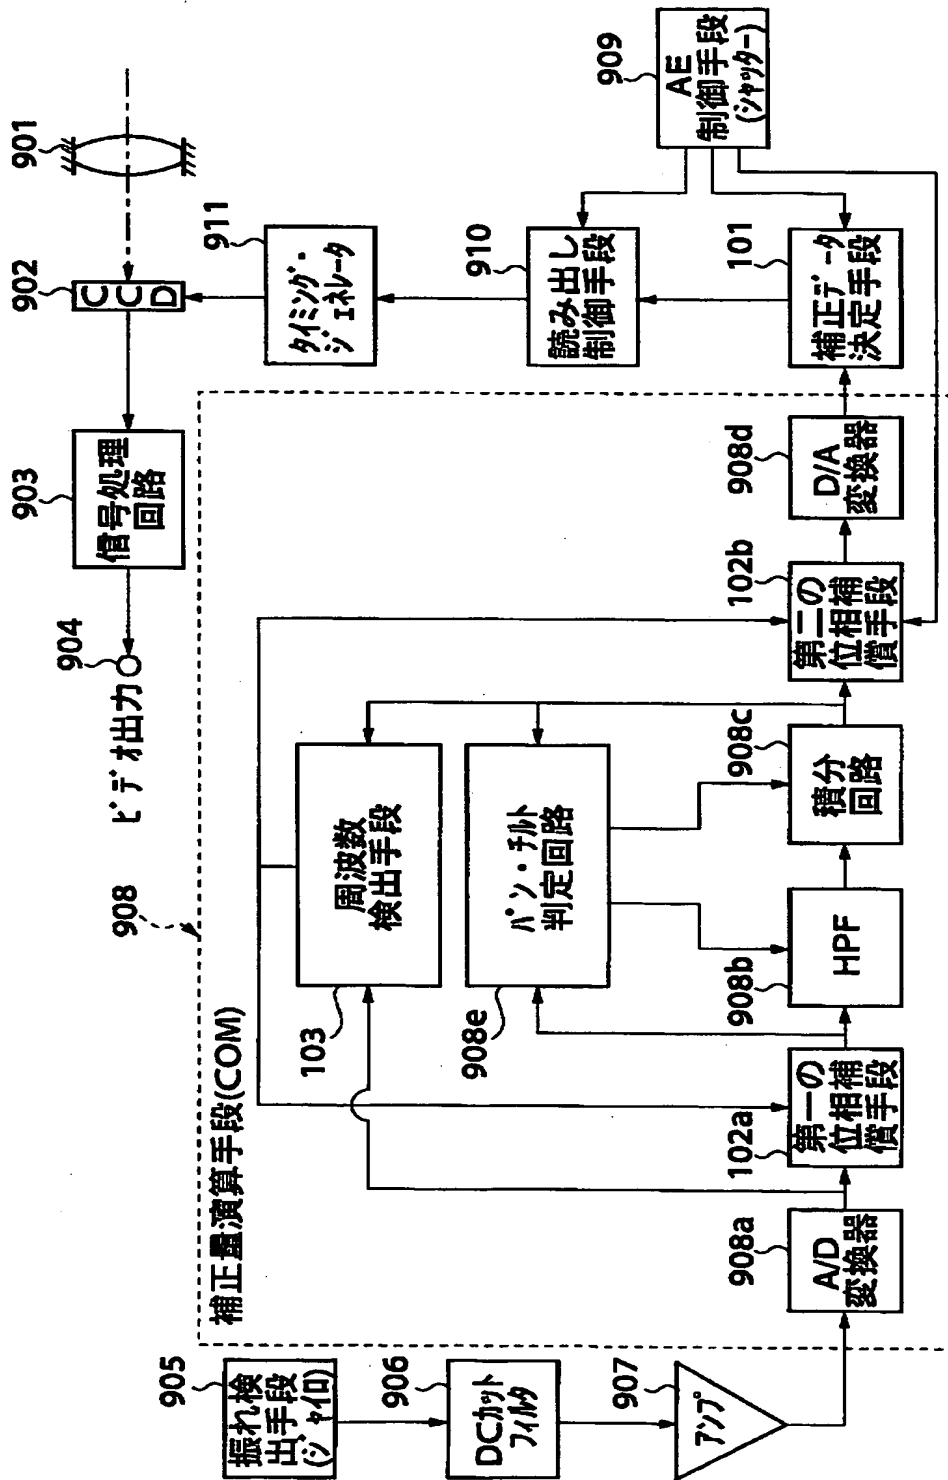 901
902
CCD
903
信号処理
回路
904
ビデオ出力
911
タイミング・
ジェネレータ
910
読み出し
制御手段
909
AE
制御手段
(シャッター)
101
補正データ
決定手段
908
補正量演算手段(COM)
103
周波数
検出手段
908e
パン・チルト
判定回路
905
振れ検
出手段
(ジャイロ)
906
DCカット
フィルタ
907
アンプ
908a
A/D
変換器
102a
第一の
位相補
償手段
908b
HPF
908c
積分
回路
102b
第二の
位相補
償手段
908d
D/A
変換器